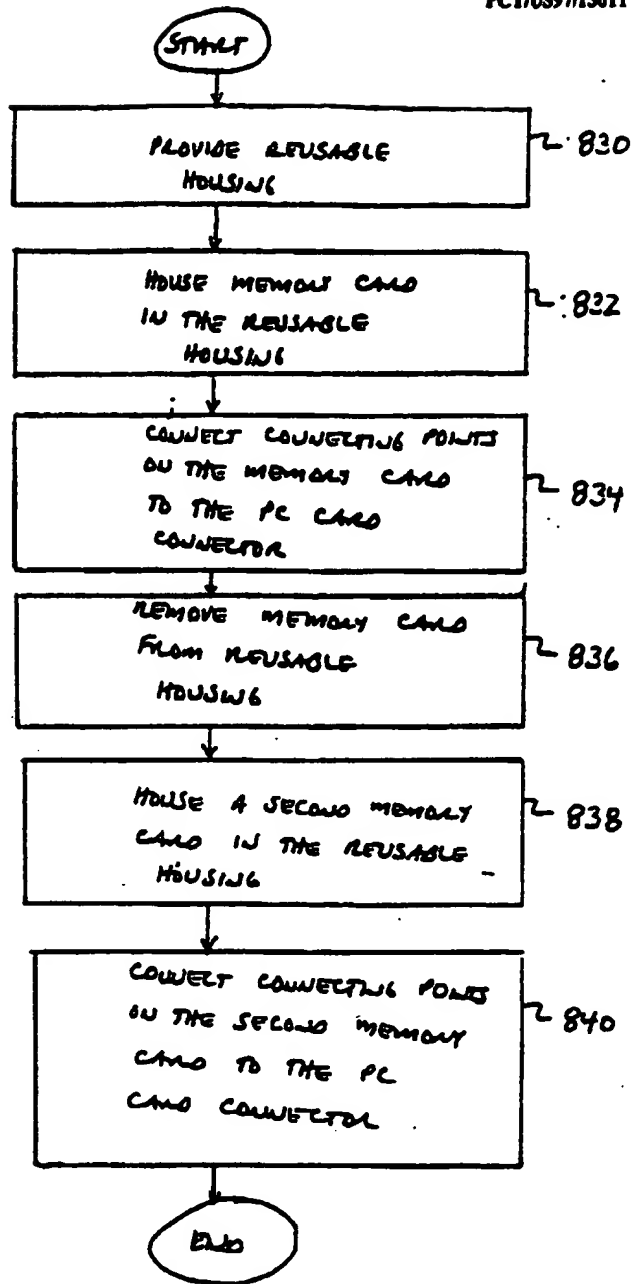 START
PROVIDE REUSABLE
HOUSING
830
HOUSE MEMORY CARD
IN THE REUSABLE
HOUSING
832
CONNECT CONNECTING POINTS
ON THE MEMORY CARD
TO THE PC CARD
CONNECTOR
834
REMOVE MEMORY CARD
FROM REUSABLE
HOUSING
836
HOUSE A SECOND MEMORY
CARD IN THE REUSABLE
HOUSING
838
CONNECT CONNECTING POINTS
ON THE SECOND MEMORY
CARD TO THE PC
CARD CONNECTOR
840
END